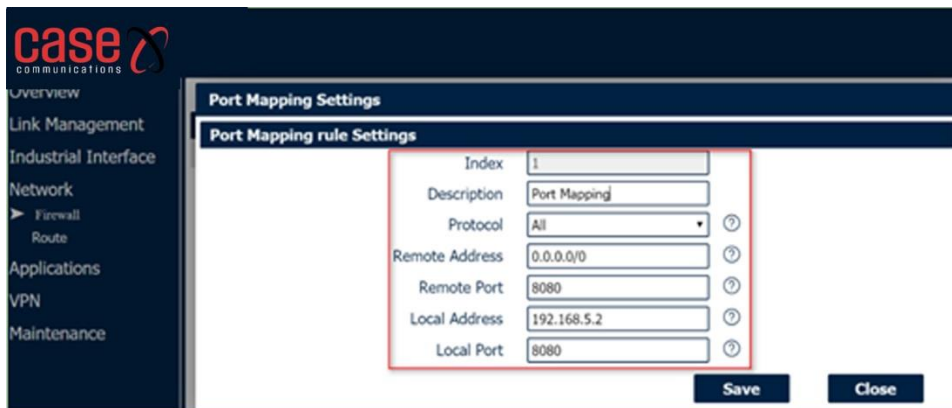 case
communications
Overview
Link Management
Industrial Interface
Network
Firewall
Route
Applications
VPN
Maintenance
Port Mapping Settings
Port Mapping rule Settings
Index 1
Description Port Mapping
Protocol All
Remote Address 0.0.0.0/0
Remote Port 8080
Local Address 192.168.5.2
Local Port 8080
Save Close